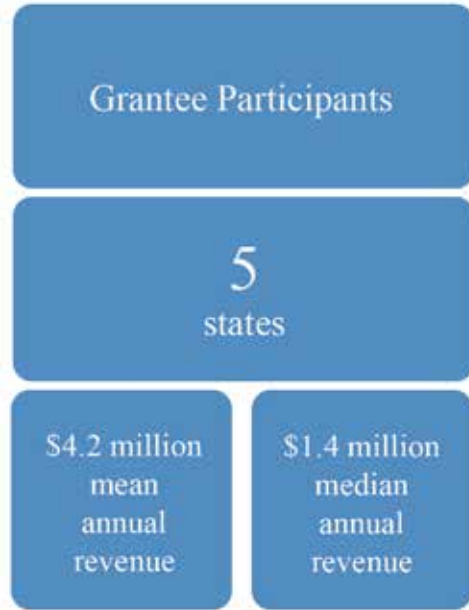 Grantee Participants
5
states
$4.2 million
mean
annual
revenue
$1.4 million
median
annual
revenue